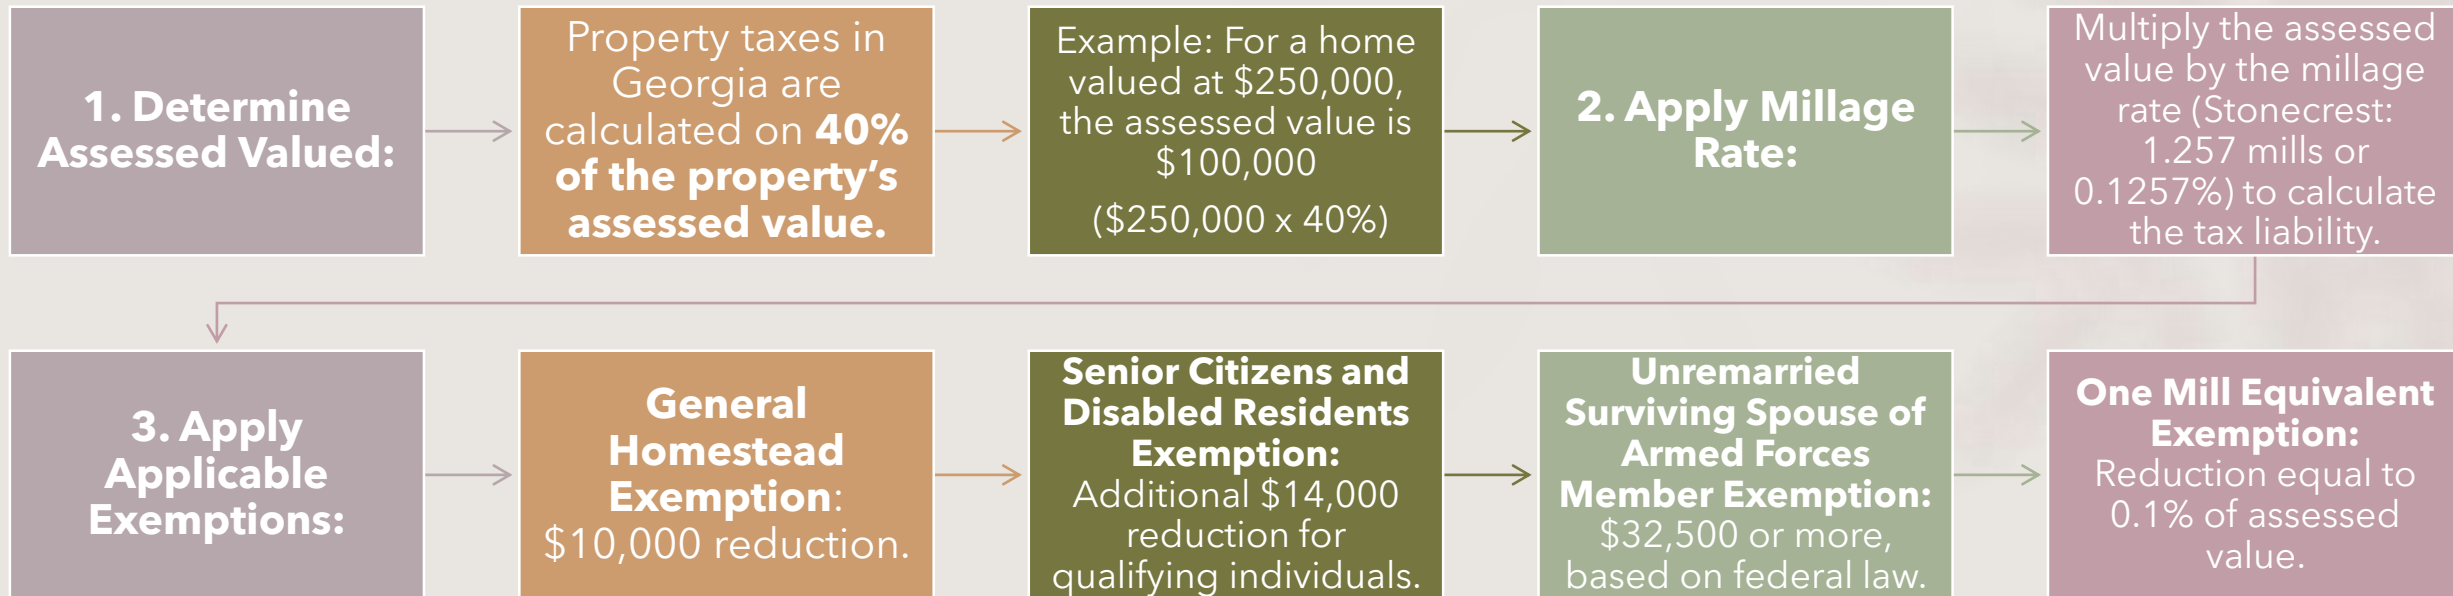 1. Determine
Assessed Valued:
Property taxes in
Georgia are
calculated on 40%
of the property's
assessed value.
Example: For a home
valued at $250,000,
the assessed value is
$100,000
($250,000 x 40%)
2. Apply Millage
Rate:
Multiply the assessed
value by the millage
rate (Stonecrest:
1.257 mills or
0.1257%) to calculate
the tax liability.
3. Apply
Applicable
Exemptions:
General
Homestead
Exemption:
$10,000 reduction.
Senior Citizens and
Disabled Residents
Exemption:
Additional $14,000
reduction for
qualifying individuals.
Unremarried
Surviving Spouse of
Armed Forces
Member Exemption:
$32,500 or more,
based on federal law.
One Mill Equivalent
Exemption:
Reduction equal to
0.1% of assessed
value.